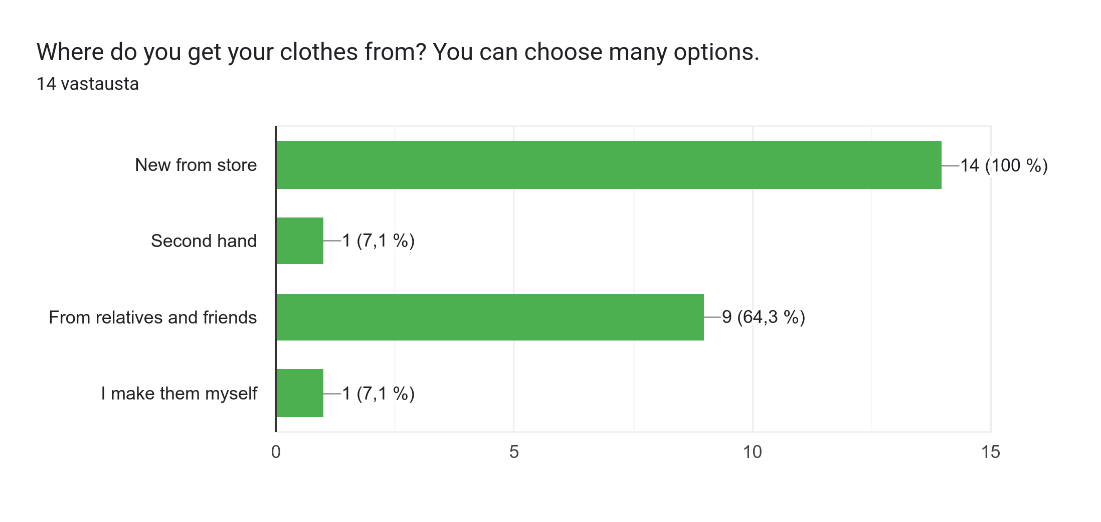 Where do you get your clothes from? You can choose many options.
14 vastausta
New from store
14 (100 %)
Second hand
1 (7,1 %)
From relatives and friends
9 (64,3 %)
I make them myself
1 (7,1 %)
0 5 10 15